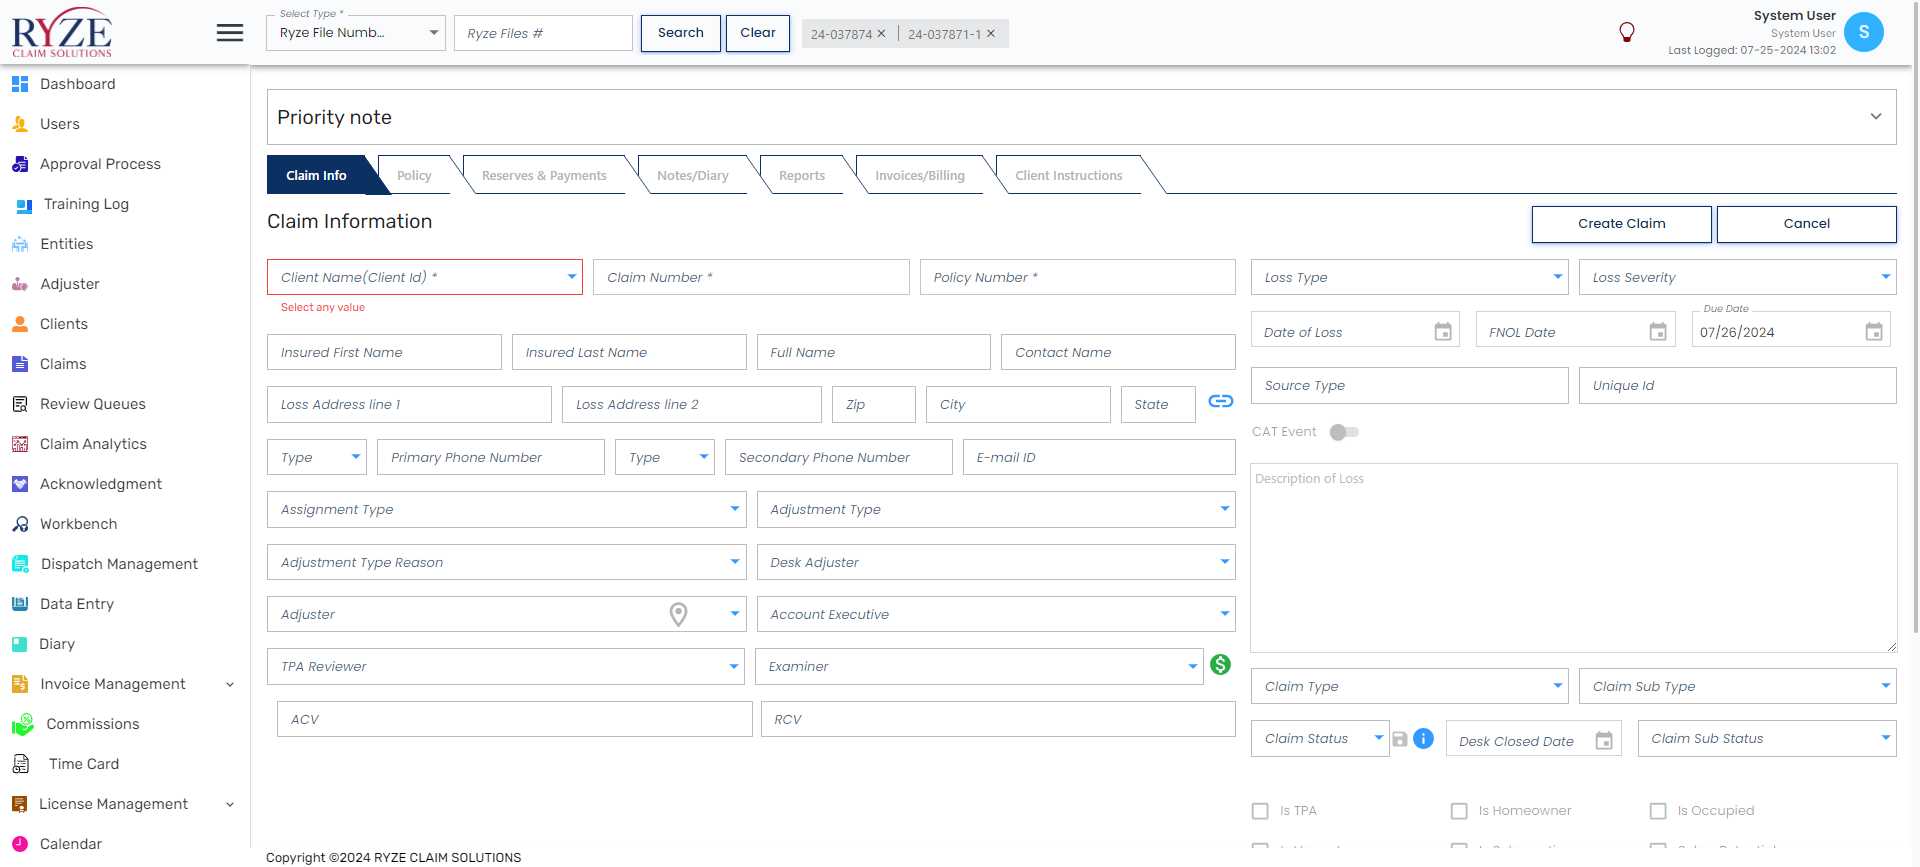 RYZE
CLAIM SOLUTIONS
Select Type *
Ryze File Numb...
Ryze Files #
Search
Clear
24-037874 ✕
24-037871-1 ✕
System User
System User
Last Logged: 07-25-2024 13:02
S
Dashboard
Users
Approval Process
Training Log
Entities
Adjuster
Clients
Claims
Review Queues
Claim Analytics
Acknowledgment
Workbench
Dispatch Management
Data Entry
Diary
Invoice Management
Commissions
Time Card
License Management
Calendar
Priority note
Claim Info
Policy
Reserves & Payments
Notes/Diary
Reports
Invoices/Billing
Client Instructions
Claim Information
Create Claim
Cancel
Client Name(Client Id) *
Claim Number *
Policy Number *
Select any value
Insured First Name
Insured Last Name
Full Name
Contact Name
Loss Address line 1
Loss Address line 2
Zip
City
State
Type
Primary Phone Number
Type
Secondary Phone Number
E-mail ID
Assignment Type
Adjustment Type
Adjustment Type Reason
Desk Adjuster
Adjuster
Account Executive
TPA Reviewer
Examiner
ACV
RCV
Loss Type
Loss Severity
Date of Loss
FNOL Date
Due Date
07/26/2024
Source Type
Unique Id
CAT Event
Description of Loss
Claim Type
Claim Sub Type
Claim Status
Desk Closed Date
Claim Sub Status
Is TPA
Is Homeowner
Is Occupied
Copyright ©2024 RYZE CLAIM SOLUTIONS